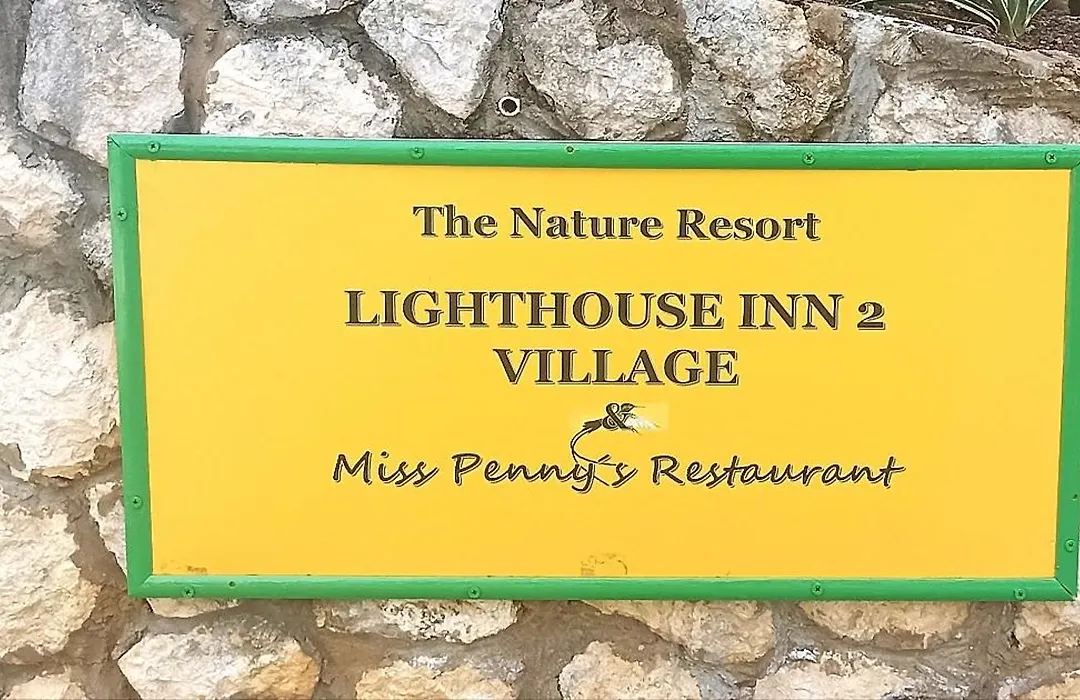 The Nature Resort
LIGHTHOUSE INN 2
VILLAGE
&
Miss Penny's Restaurant